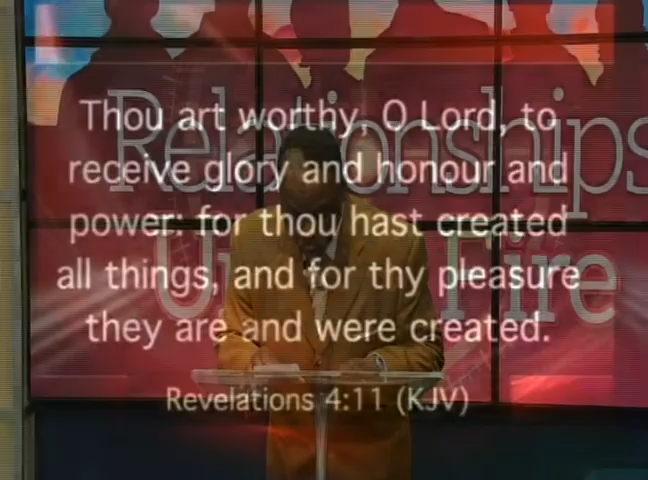 Thou art worthy, O Lord, to
receive glory and honour and
power: for thou hast created
all things, and for thy pleasure
they are and were created.
Revelations 4:11 (KJV)
Relationships
Fire